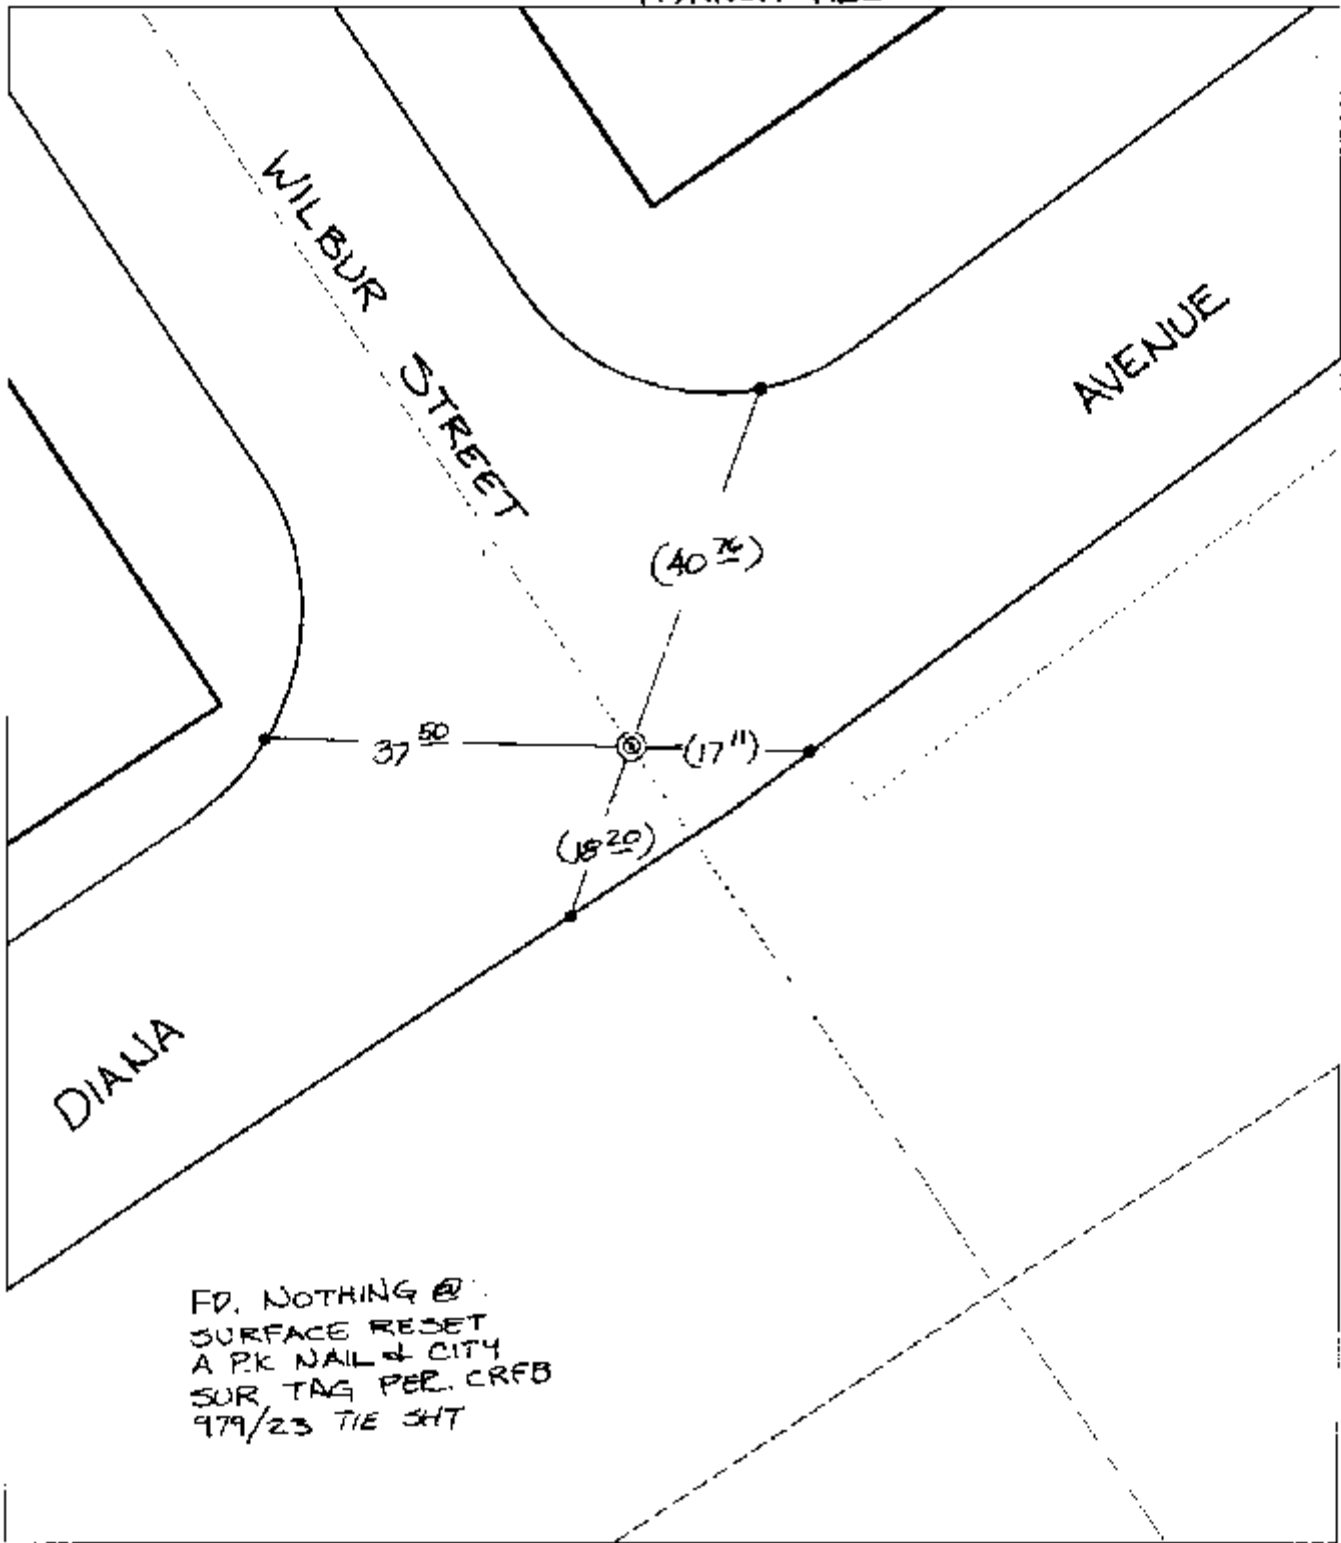 WILBUR STREET
AVENUE
(40 76)
37 50
(17 11)
(18 20)
DIANA
FD. NOTHING @
SURFACE RESET
A P.K NAIL & CITY
SUR TAG PER. CRFB
979/23 TIE SHT